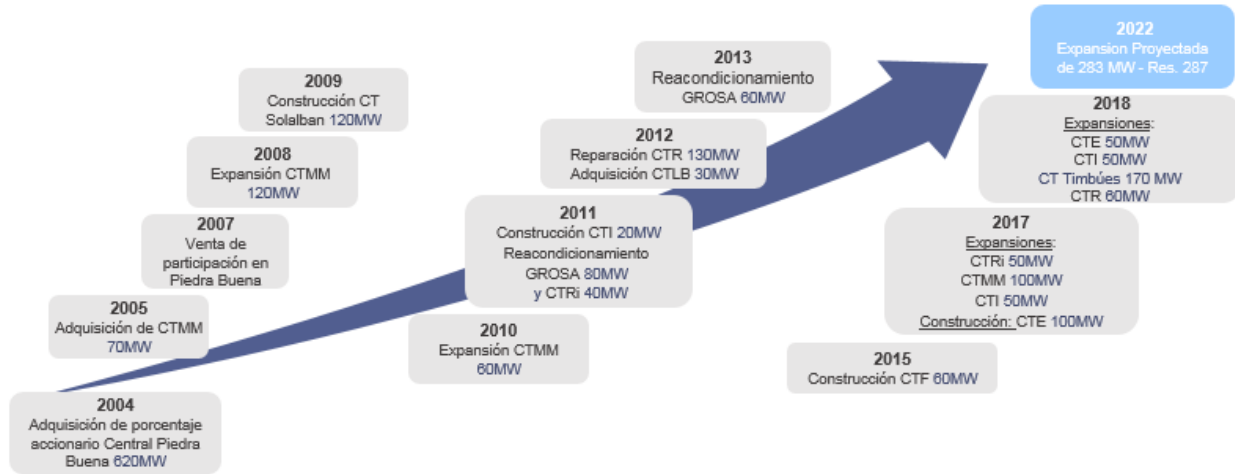 2004
Adquisición de porcentaje
accionario Central Piedra
Buena 620MW
2005
Adquisición de CTMM
70MW
2007
Venta de
participación en
Piedra Buena
2008
Expansión CTMM
120MW
2009
Construcción CT
Solalban 120MW
2010
Expansión CTMM
60MW
2011
Construcción CTI 20MW
Reacondicionamiento
GROSA 80MW
y CTRi 40MW
2012
Reparación CTR 130MW
Adquisición CTLB 30MW
2013
Reacondicionamiento
GROSA 60MW
2015
Construcción CTF 60MW
2017
Expansiones:
CTRi 50MW
CTMM 100MW
CTI 50MW
Construcción: CTE 100MW
2018
Expansiones:
CTE 50MW
CTI 50MW
CT Timbúes 170 MW
CTR 60MW
2022
Expansion Proyectada
de 283 MW - Res. 287